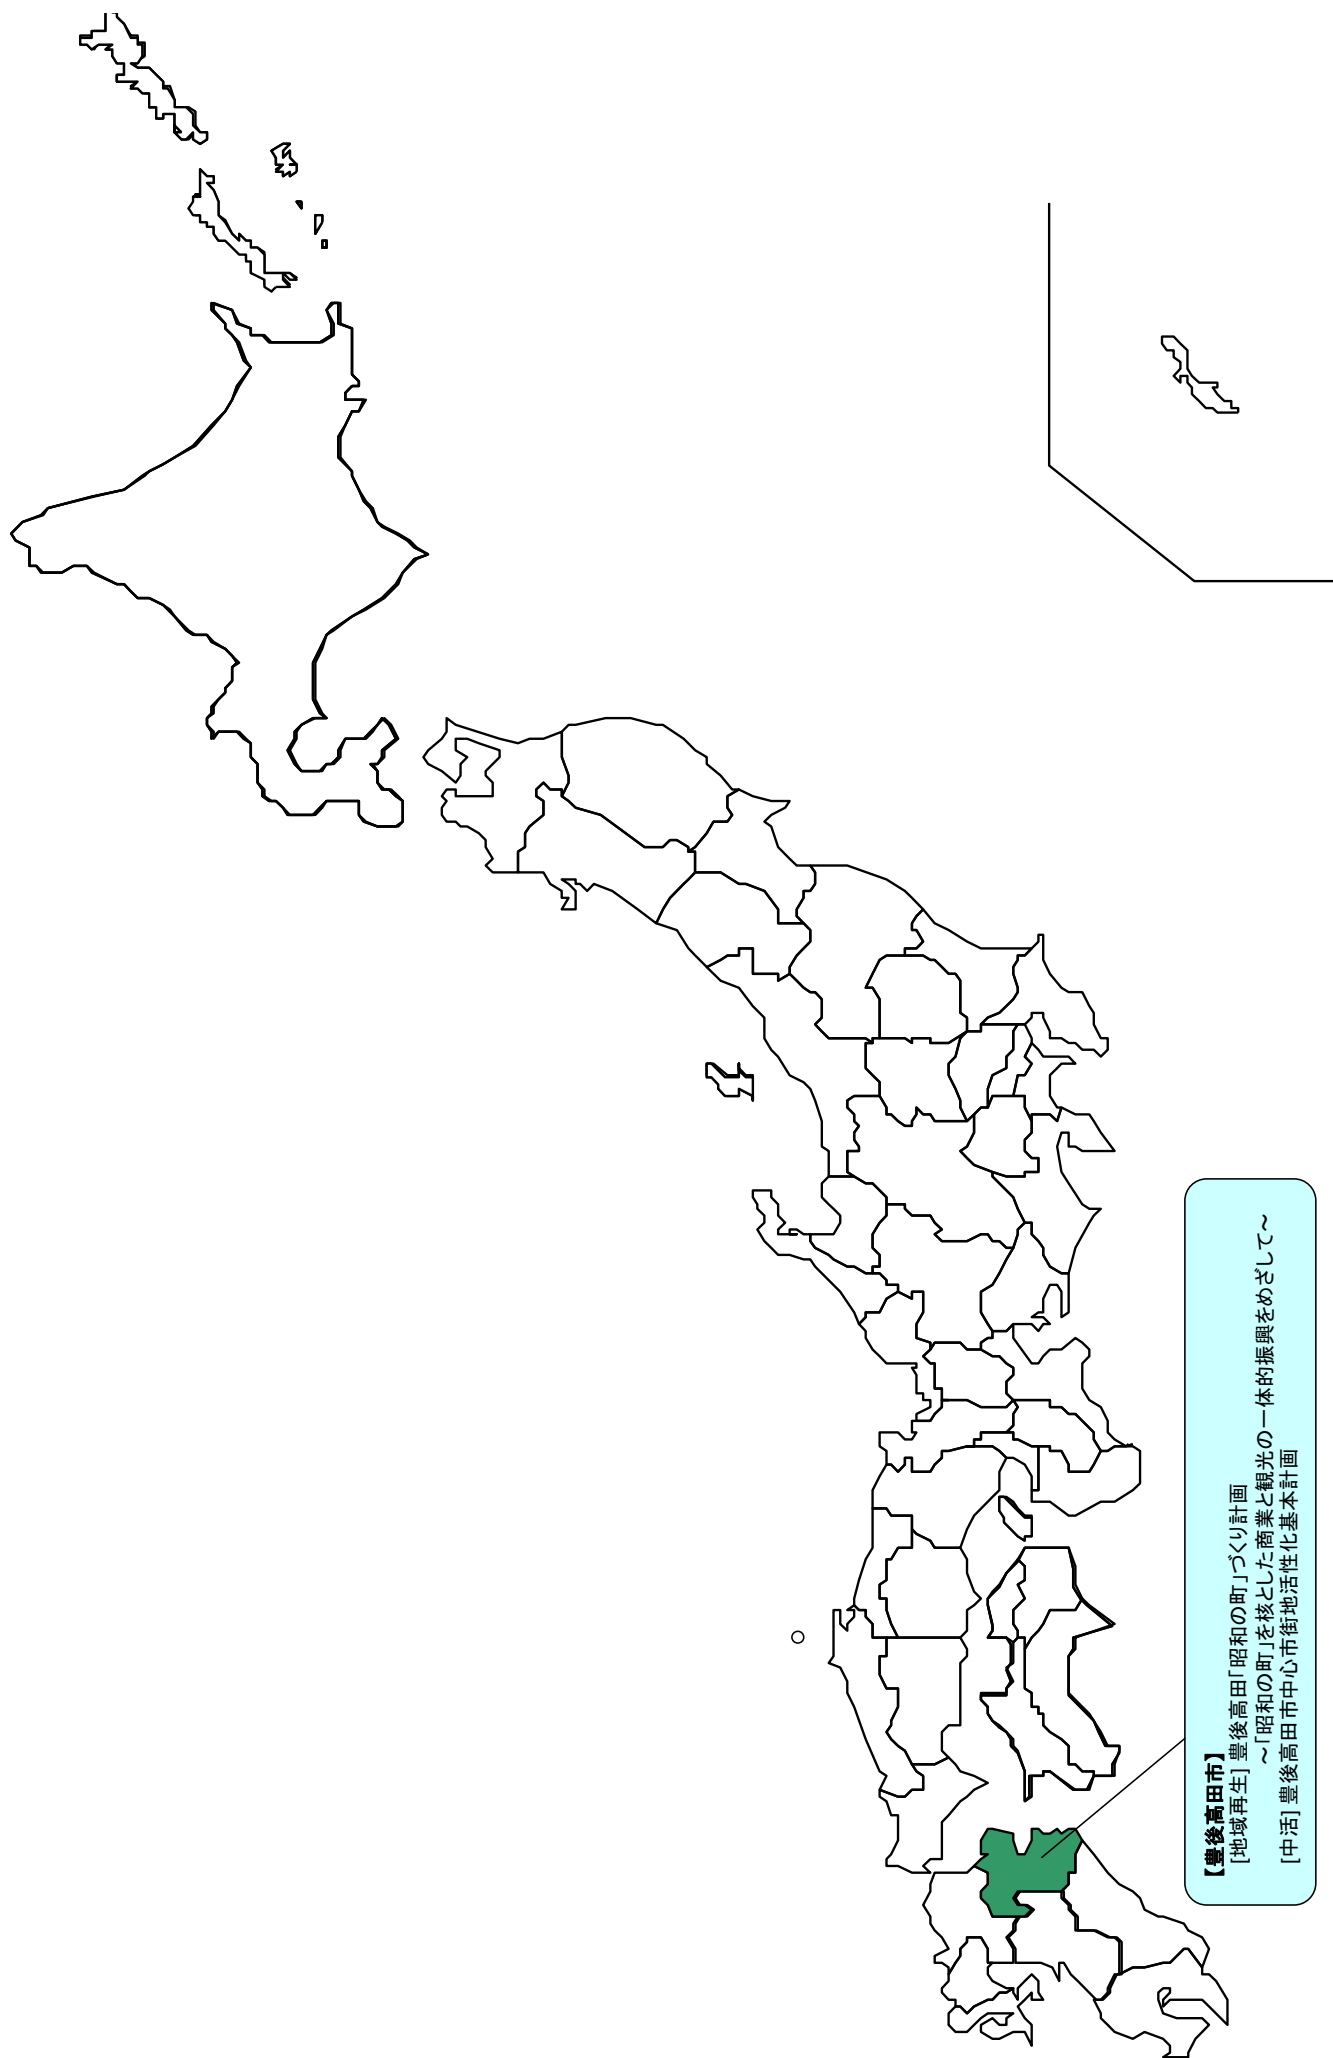 【豊後高田市】
[地域再生] 豊後高田「昭和の町」づくり計画
～「昭和の町」を核とした商業と観光の一体的振興をめざして～
[中活] 豊後高田市中心市街地活性化基本計画